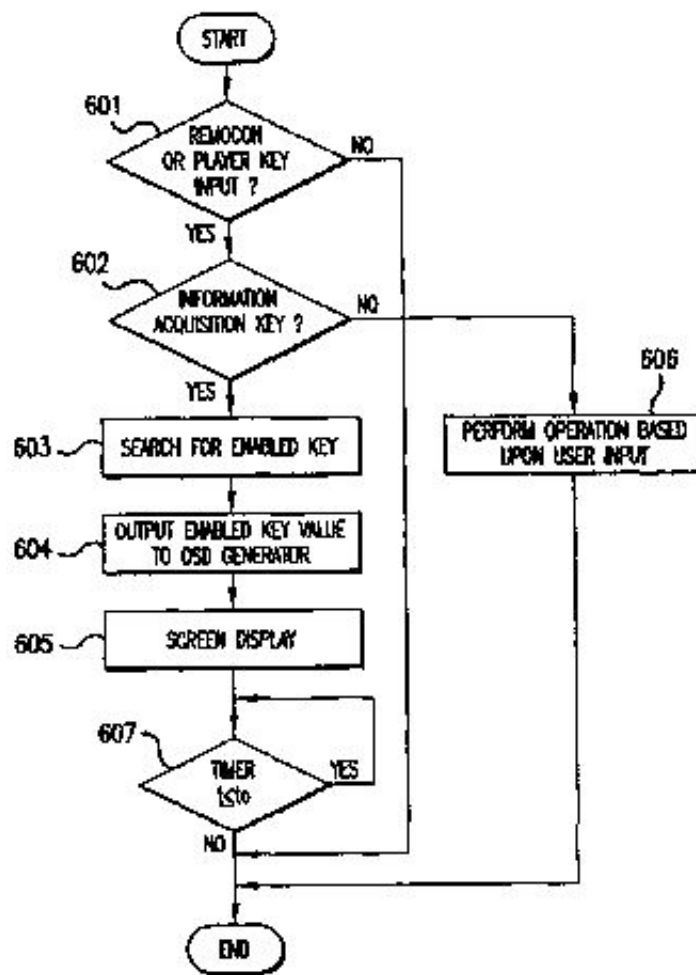 START
601
REMOCON
OR PLAYER KEY
INPUT ?
NO
YES
602
INFORMATION
ACQUISITION KEY ?
NO
YES
606
PERFORM OPERATION BASED
UPON USER INPUT
603
SEARCH FOR ENABLED KEY
604
OUTPUT ENABLED KEY VALUE
TO OSD GENERATOR
605
SCREEN DISPLAY
607
TIMER
t≤to
YES
NO
END